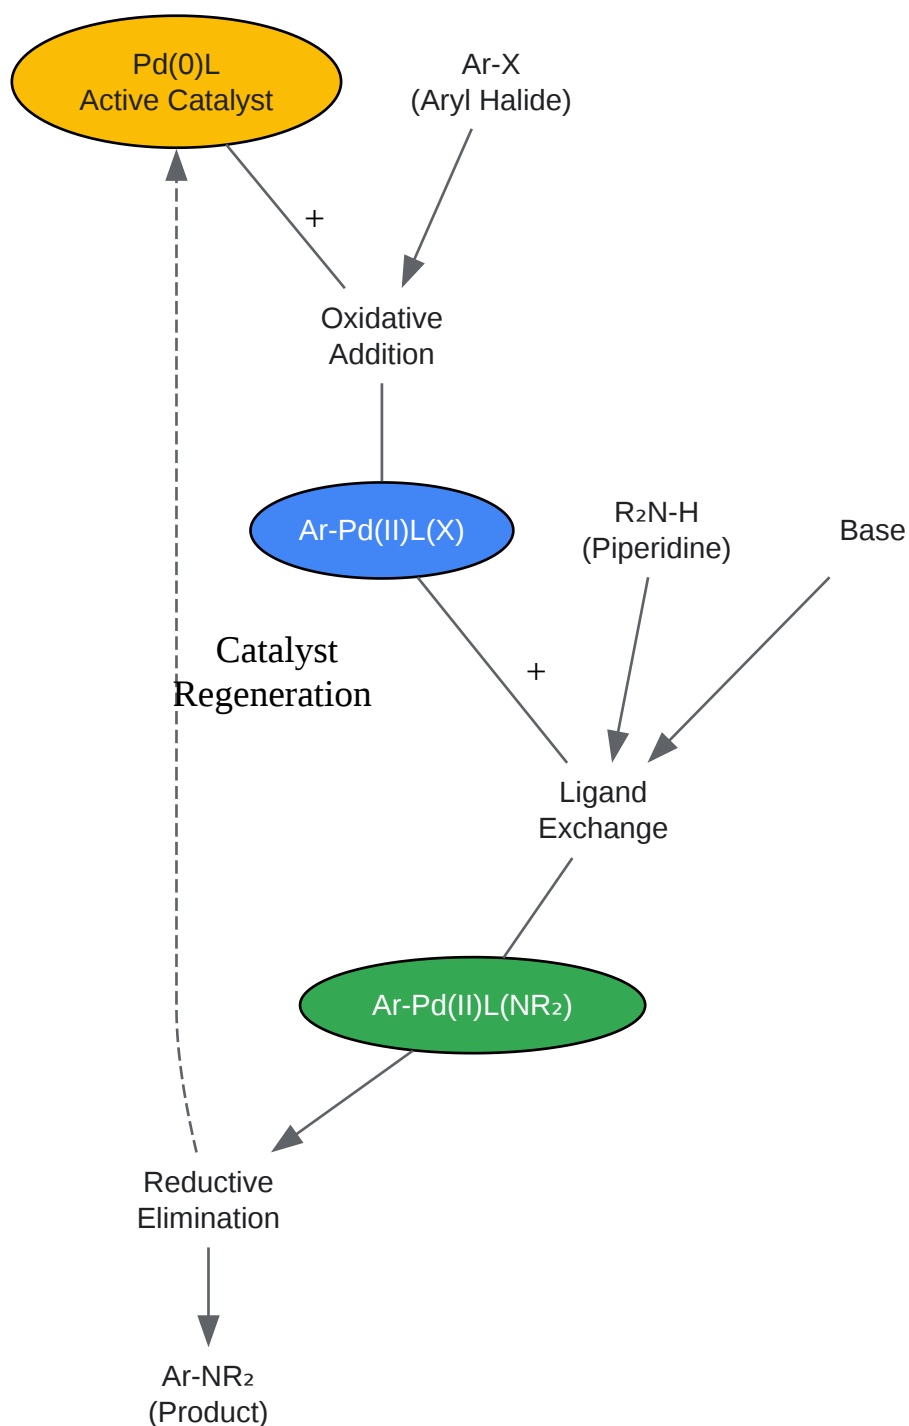 Pd(0)L
Active Catalyst
Ar-X
(Aryl Halide)
+
Oxidative
Addition
Ar-Pd(II)L(X)
R₂N-H
(Piperidine)
Base
Catalyst
Regeneration
+
Ligand
Exchange
Ar-Pd(II)L(NR₂)
Reductive
Elimination
Ar-NR₂
(Product)